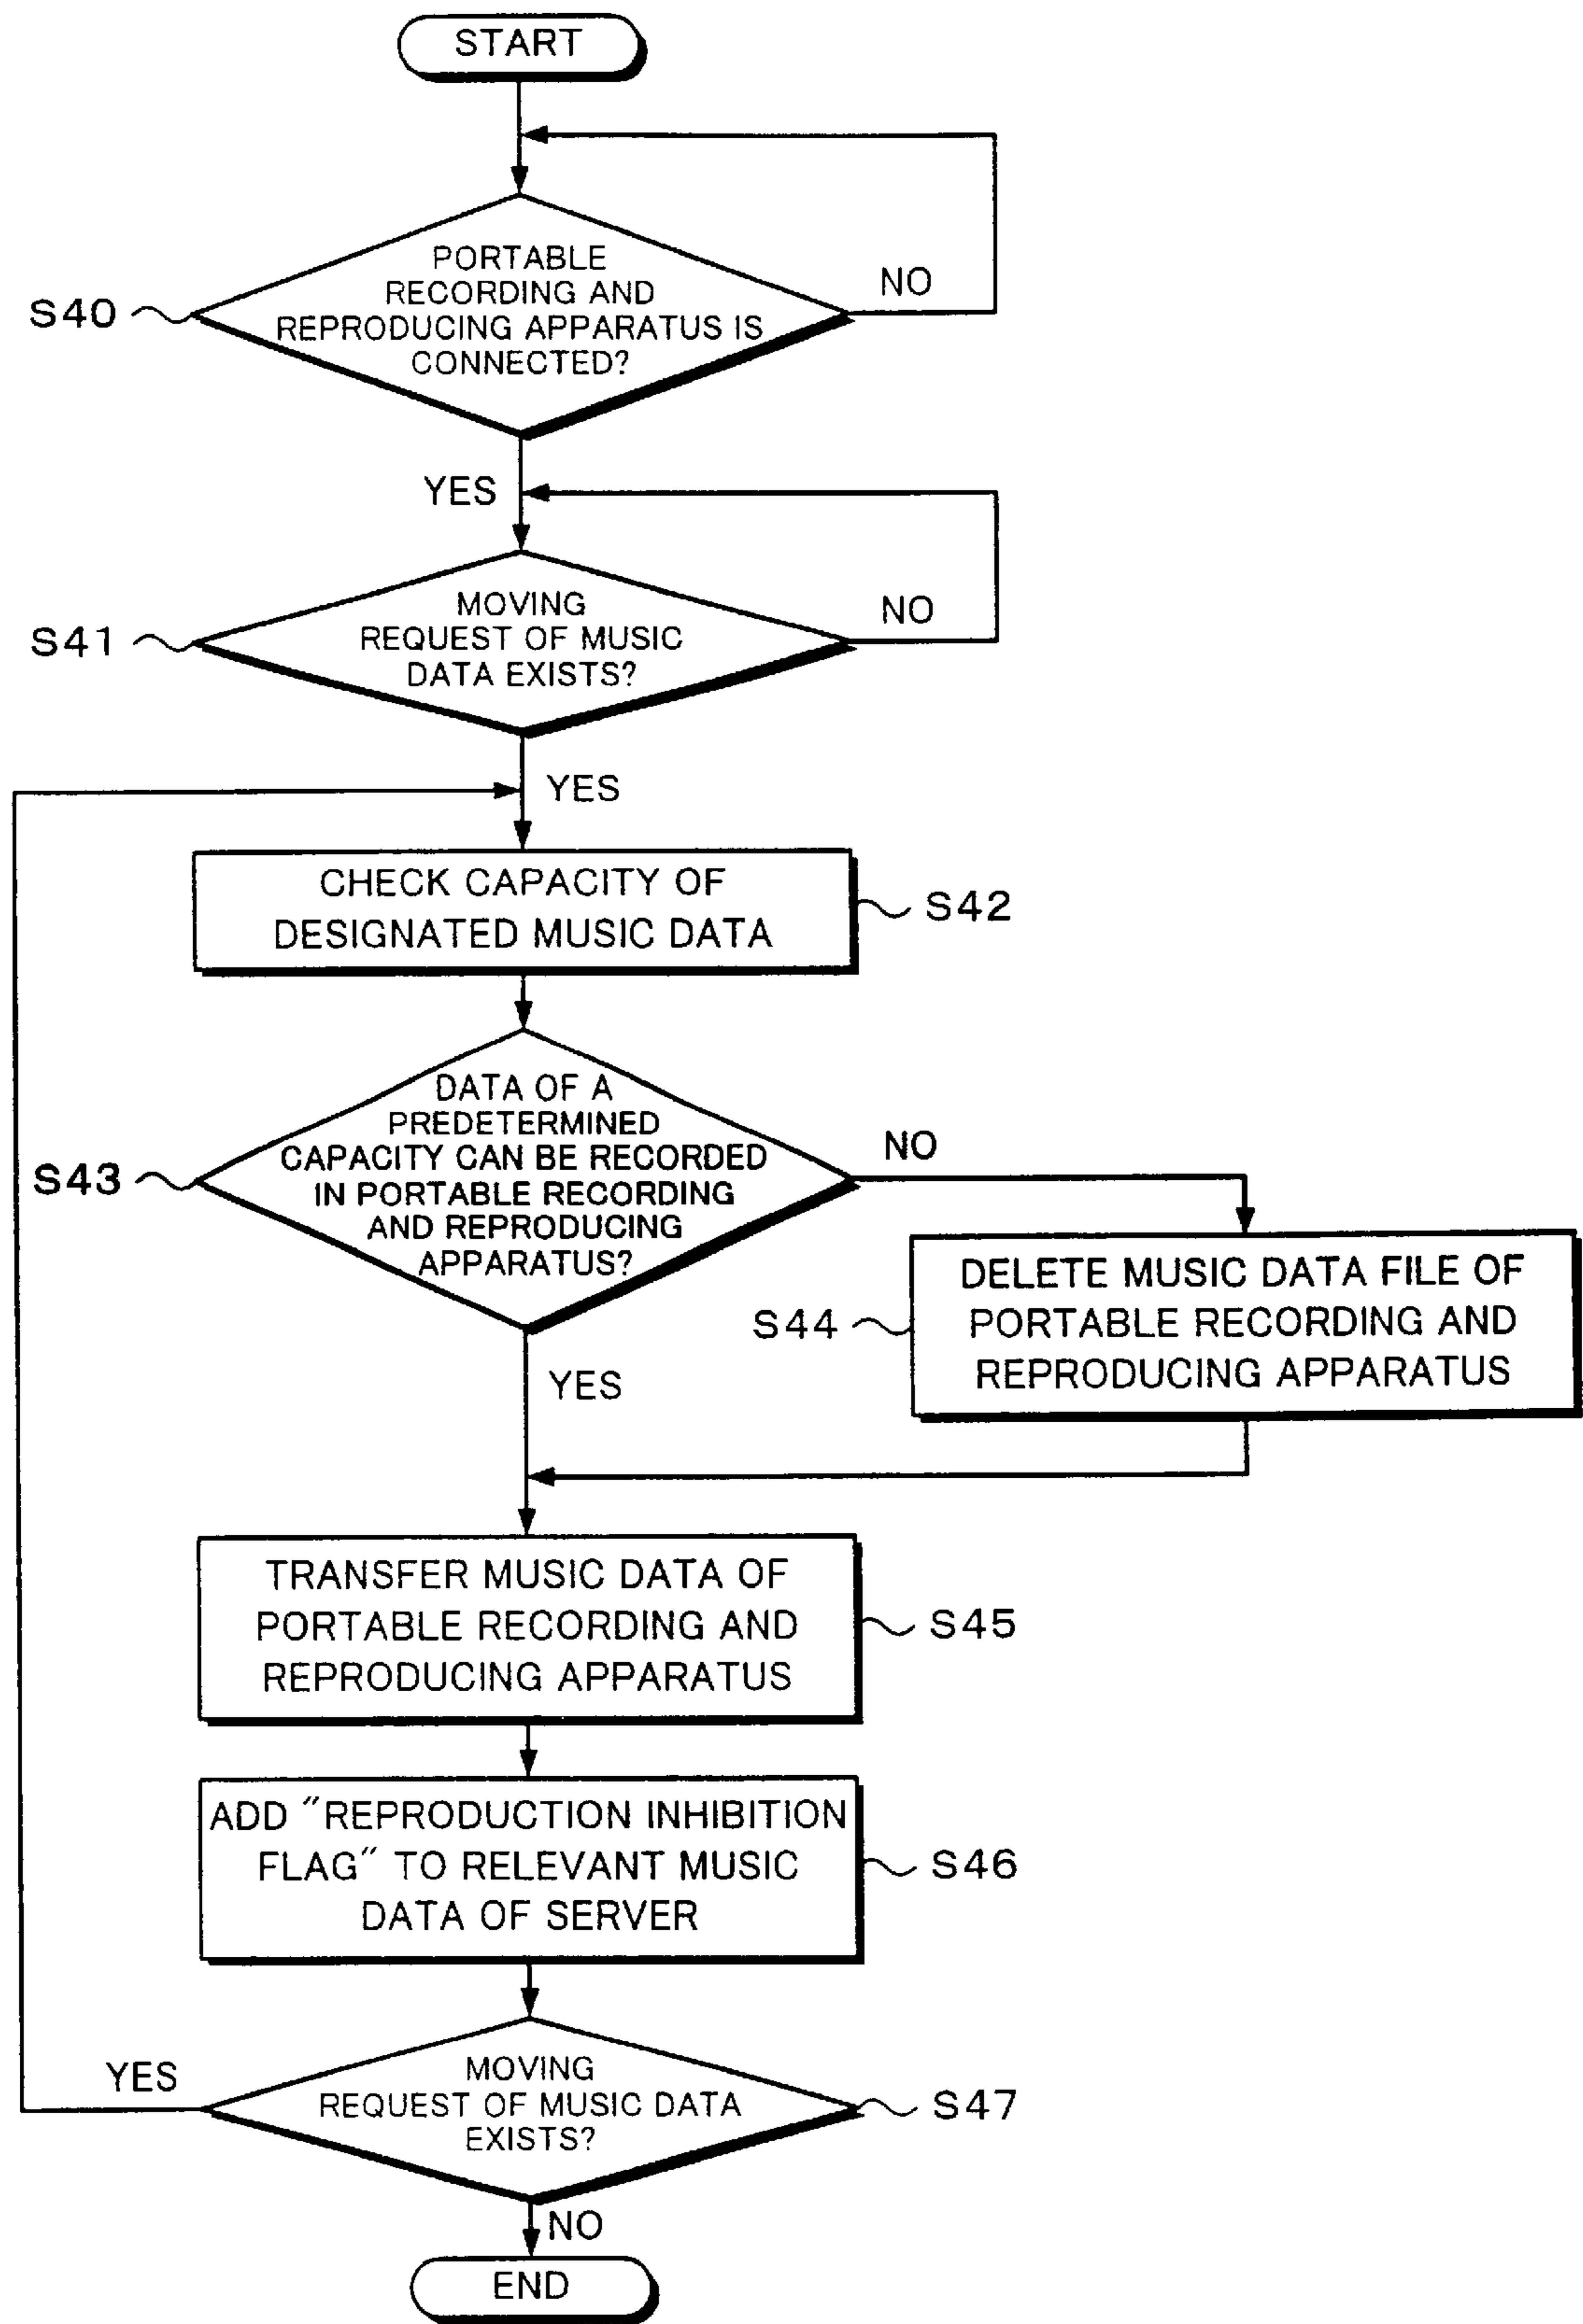 START
PORTABLE
RECORDING AND
REPRODUCING APPARATUS IS
CONNECTED?
NO
S40
YES
MOVING
REQUEST OF MUSIC
DATA EXISTS?
NO
S41
YES
CHECK CAPACITY OF
DESIGNATED MUSIC DATA
S42
DATA OF A
PREDETERMINED
CAPACITY CAN BE RECORDED
IN PORTABLE RECORDING
AND REPRODUCING
APPARATUS?
NO
S43
YES
DELETE MUSIC DATA FILE OF
PORTABLE RECORDING AND
REPRODUCING APPARATUS
S44
TRANSFER MUSIC DATA OF
PORTABLE RECORDING AND
REPRODUCING APPARATUS
S45
ADD "REPRODUCTION INHIBITION
FLAG" TO RELEVANT MUSIC
DATA OF SERVER
S46
YES
MOVING
REQUEST OF MUSIC DATA
EXISTS?
S47
NO
END